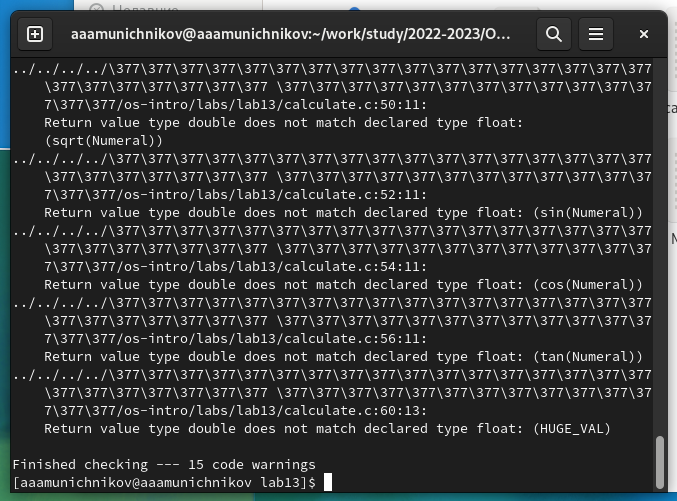 Недавние
aaamunichnikov@aaamunichnikov:~/work/study/2022-2023/O...
../../../../\377\377\377\377\377\377\377\377\377\377\377\377\377\377\377\377\377
\377\377\377\377\377\377\377 \377\377\377\377\377\377\377\377\377\377\377\37
7\377\377/os-intro/labs/lab13/calculate.c:50:11:
Return value type double does not match declared type float:
(sqrt(Numeral))
../../../../\377\377\377\377\377\377\377\377\377\377\377\377\377\377\377\377\377
\377\377\377\377\377\377\377 \377\377\377\377\377\377\377\377\377\377\377\37
7\377\377/os-intro/labs/lab13/calculate.c:52:11:
Return value type double does not match declared type float: (sin(Numeral))
../../../../\377\377\377\377\377\377\377\377\377\377\377\377\377\377\377\377\377
\377\377\377\377\377\377\377 \377\377\377\377\377\377\377\377\377\377\377\37
7\377\377/os-intro/labs/lab13/calculate.c:54:11:
Return value type double does not match declared type float: (cos(Numeral))
../../../../\377\377\377\377\377\377\377\377\377\377\377\377\377\377\377\377\377
\377\377\377\377\377\377\377 \377\377\377\377\377\377\377\377\377\377\377\37
7\377\377/os-intro/labs/lab13/calculate.c:56:11:
Return value type double does not match declared type float: (tan(Numeral))
../../../../\377\377\377\377\377\377\377\377\377\377\377\377\377\377\377\377\377
\377\377\377\377\377\377\377 \377\377\377\377\377\377\377\377\377\377\377\37
7\377\377/os-intro/labs/lab13/calculate.c:60:13:
Return value type double does not match declared type float: (HUGE_VAL)
Finished checking --- 15 code warnings
[aaamunichnikov@aaamunichnikov lab13]$